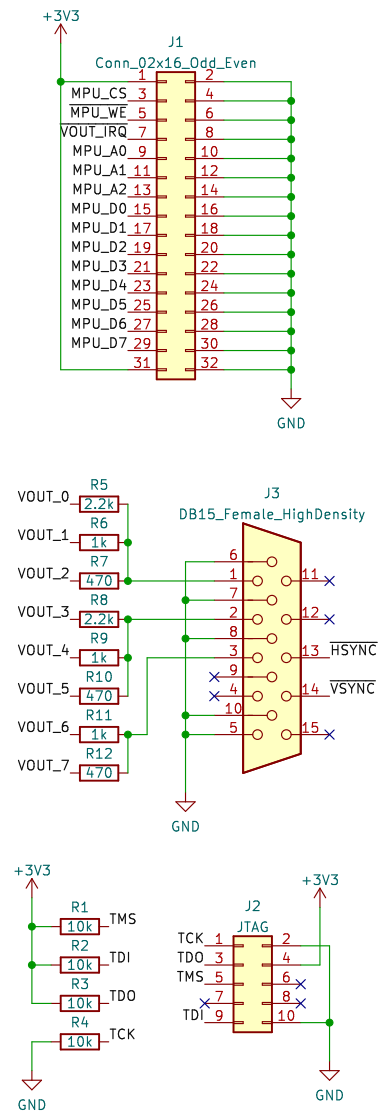 +3V3
J1
Conn_02x16_Odd_Even
1 2
MPU_CS 3 4
MPU_WE 5 6
VOUT_IRQ 7 8
MPU_A0 9 10
MPU_A1 11 12
MPU_A2 13 14
MPU_D0 15 16
MPU_D1 17 18
MPU_D2 19 20
MPU_D3 21 22
MPU_D4 23 24
MPU_D5 25 26
MPU_D6 27 28
MPU_D7 29 30
31 32
GND
VOUT_0 R5 2.2k
VOUT_1 R6 1k
VOUT_2 R7 470
VOUT_3 R8 2.2k
VOUT_4 R9 1k
VOUT_5 R10 470
VOUT_6 R11 1k
VOUT_7 R12 470
J3
DB15_Female_HighDensity
6
1 11
7
2 12
8
3 13 HSYNC
9
4 14 VSYNC
10
5 15
GND
+3V3
R1 10k TMS
R2 10k TDI
R3 10k TDO
R4 10k TCK
GND
+3V3
J2
JTAG
TCK 1 2
TDO 3 4
TMS 5 6
7 8
TDI 9 10
GND